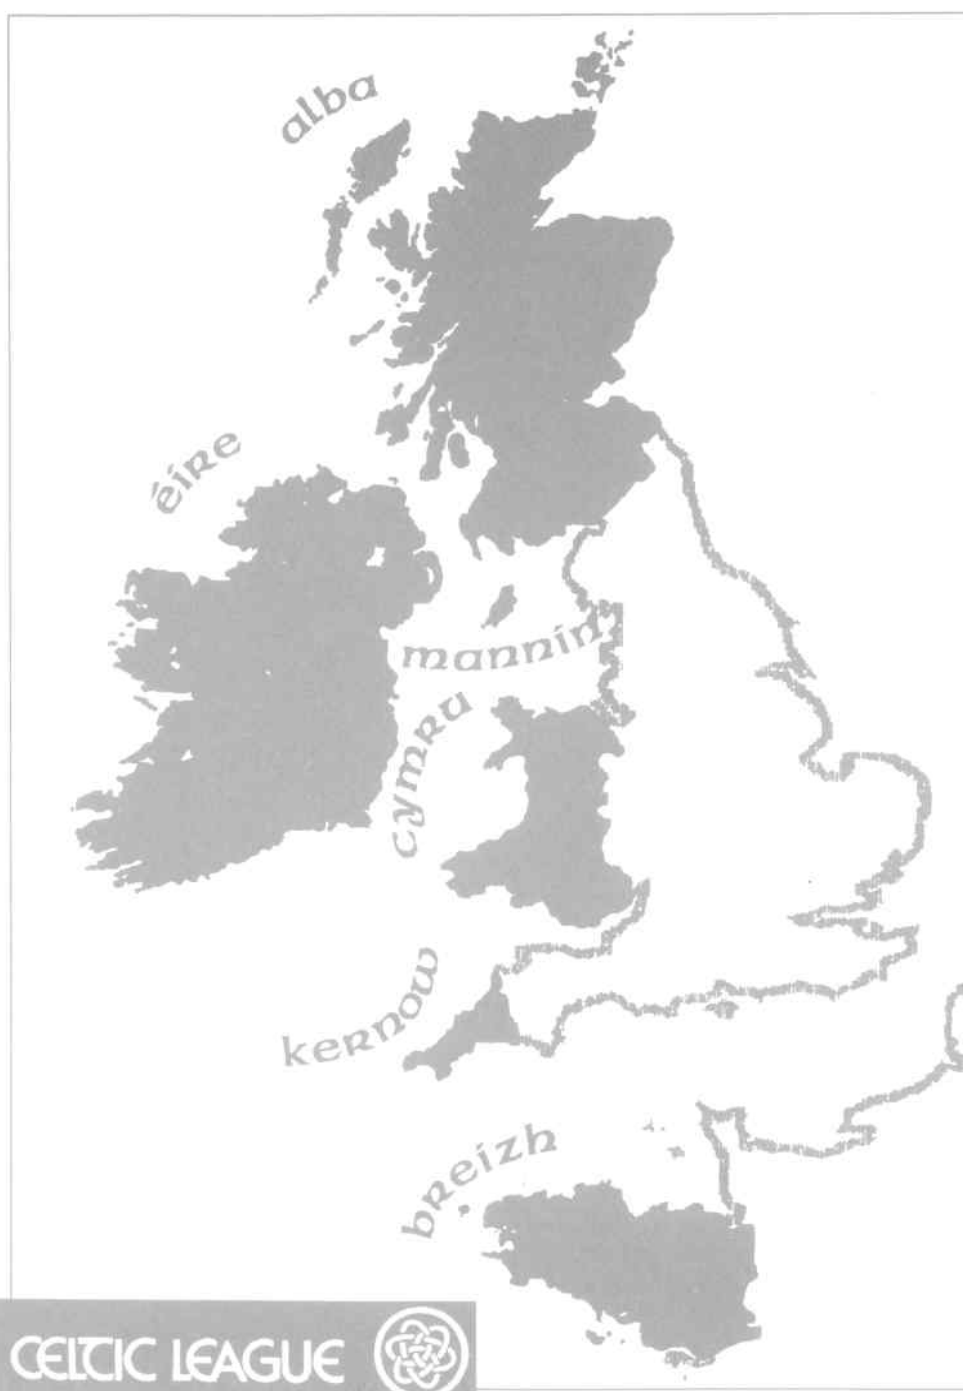 alba
éire
mannin
cymru
kernow
breizh
CELTIC LEAGUE